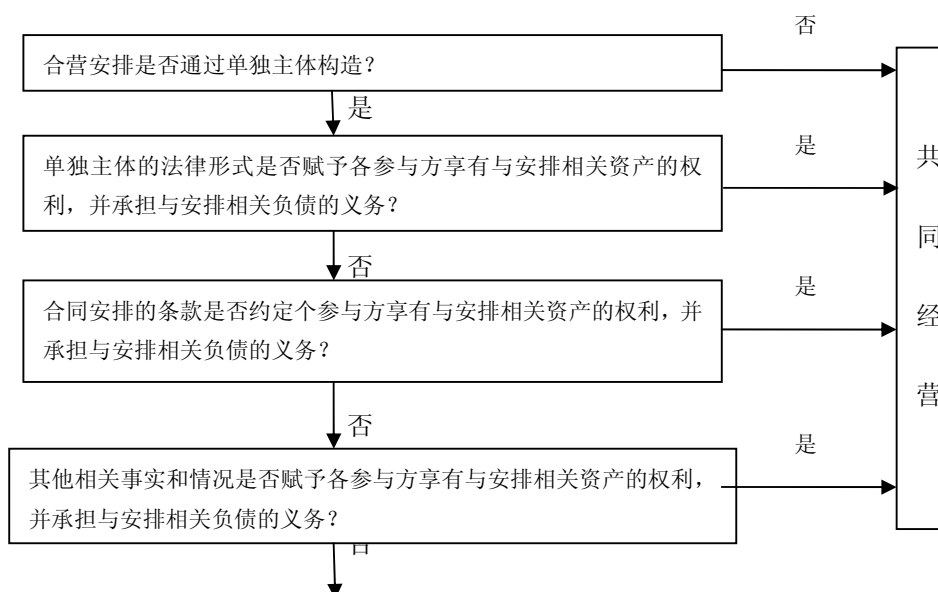 否
合营安排是否通过单独主体构造？
是
单独主体的法律形式是否赋予各参与方享有与安排相关资产的权
利，并承担与安排相关负债的义务？
是
否
合同安排的条款是否约定个参与方享有与安排相关资产的权利，并
承担与安排相关负债的义务？
是
否
其他相关事实和情况是否赋予各参与方享有与安排相关资产的权利，
并承担与安排相关负债的义务？
是
共
同
经
营